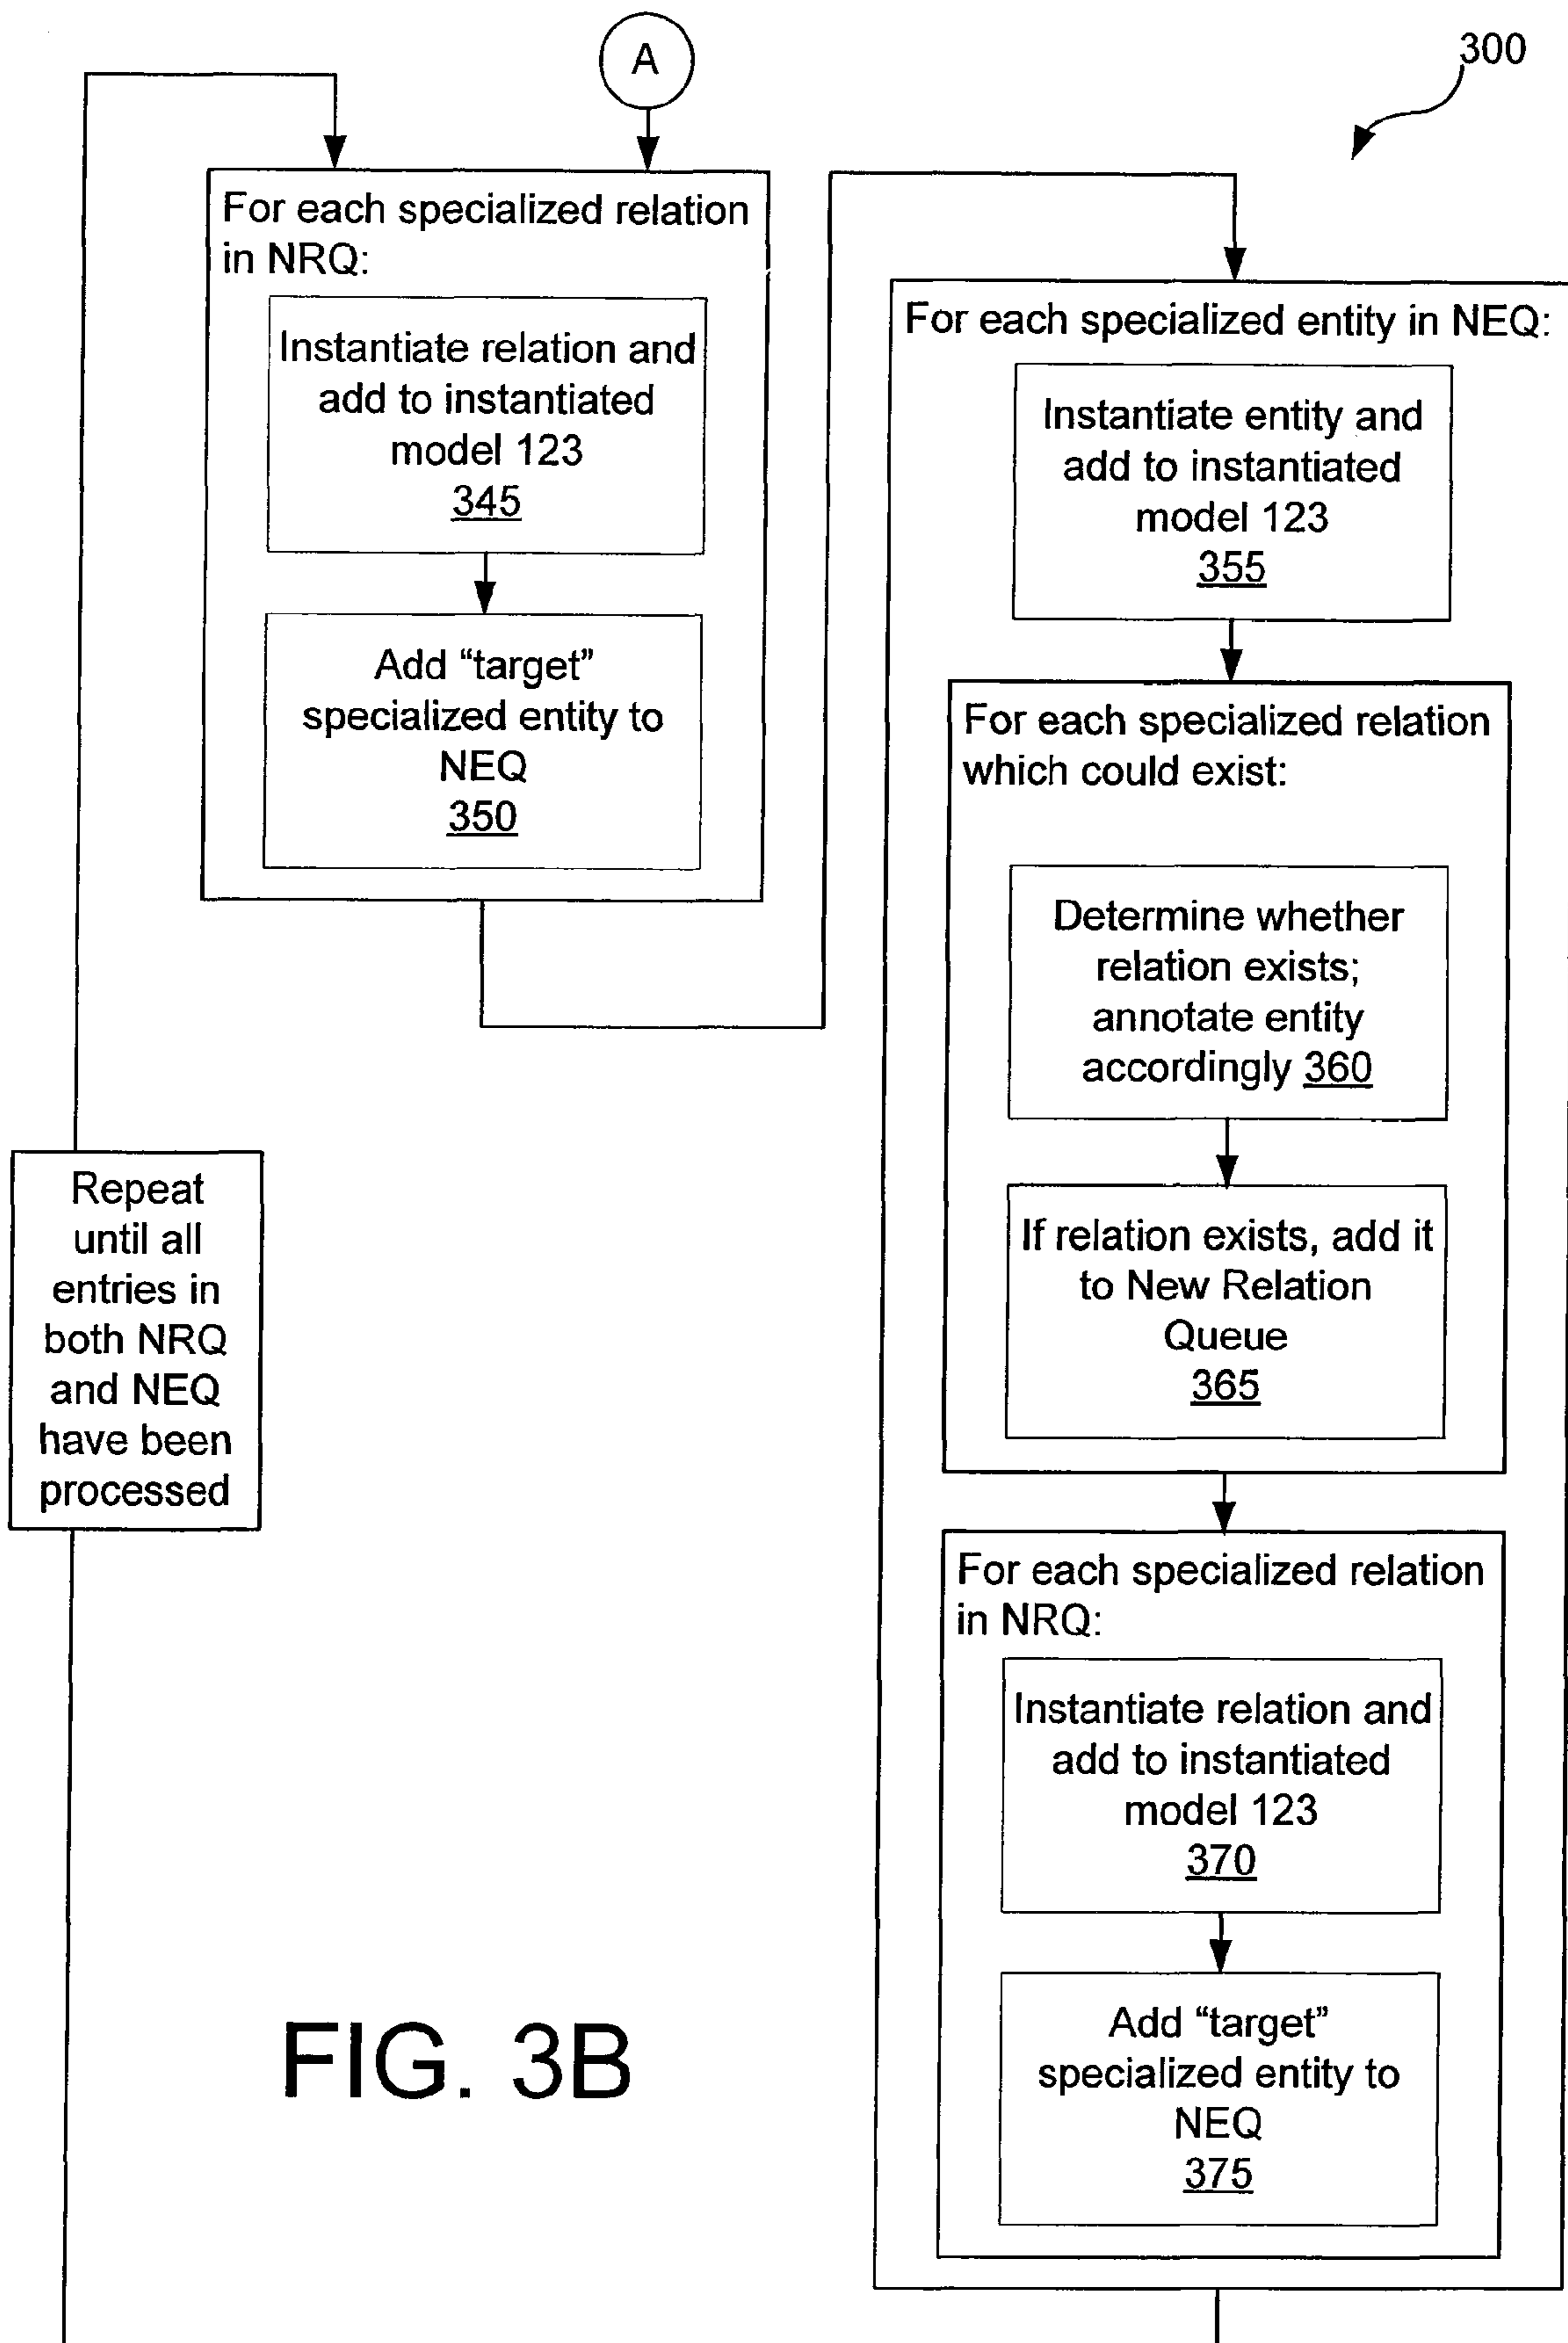 A
300
For each specialized relation
in NRQ:
Instantiate relation and
add to instantiated
model 123
345
Add “target”
specialized entity to
NEQ
350
For each specialized entity in NEQ:
Instantiate entity and
add to instantiated
model 123
355
For each specialized relation
which could exist:
Determine whether
relation exists;
annotate entity
accordingly 360
If relation exists, add it
to New Relation
Queue
365
For each specialized relation
in NRQ:
Instantiate relation and
add to instantiated
model 123
370
Add “target”
specialized entity to
NEQ
375
Repeat
until all
entries in
both NRQ
and NEQ
have been
processed
FIG. 3B